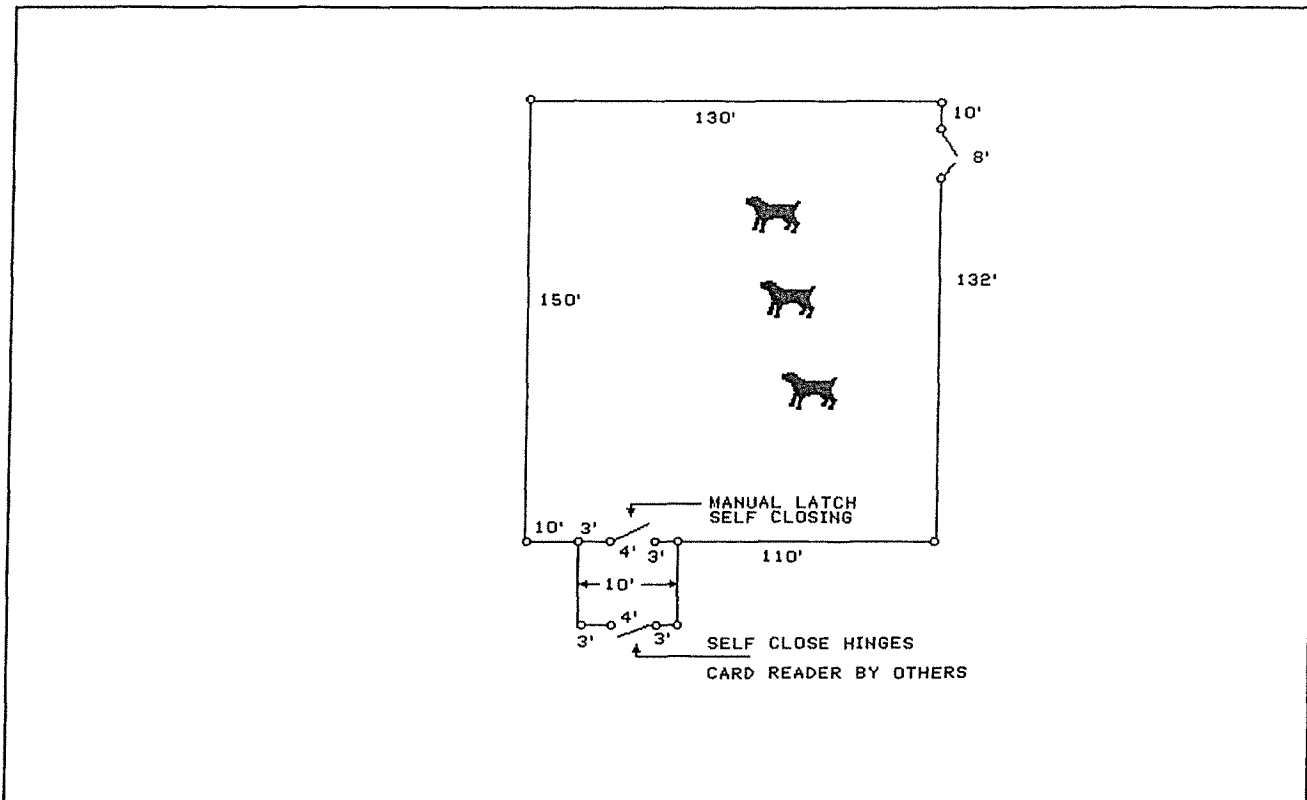 130'
10'
8'
150'
132'
MANUAL LATCH
SELF CLOSING
10' 3' 4' 3' 110'
10'
3' 4' 3'
SELF CLOSE HINGES
CARD READER BY OTHERS